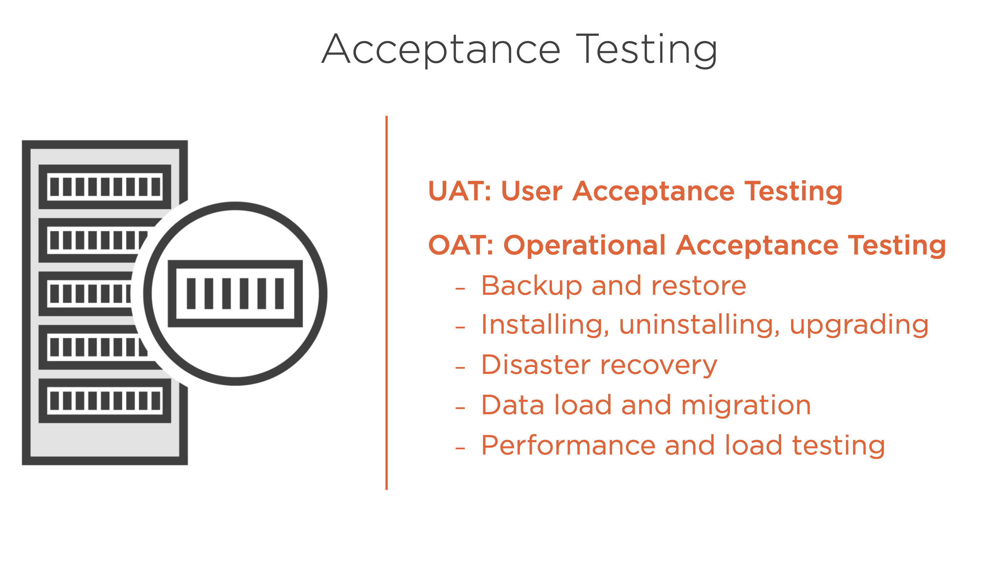 Acceptance Testing
UAT: User Acceptance Testing
OAT: Operational Acceptance Testing
– Backup and restore
– Installing, uninstalling, upgrading
– Disaster recovery
– Data load and migration
– Performance and load testing